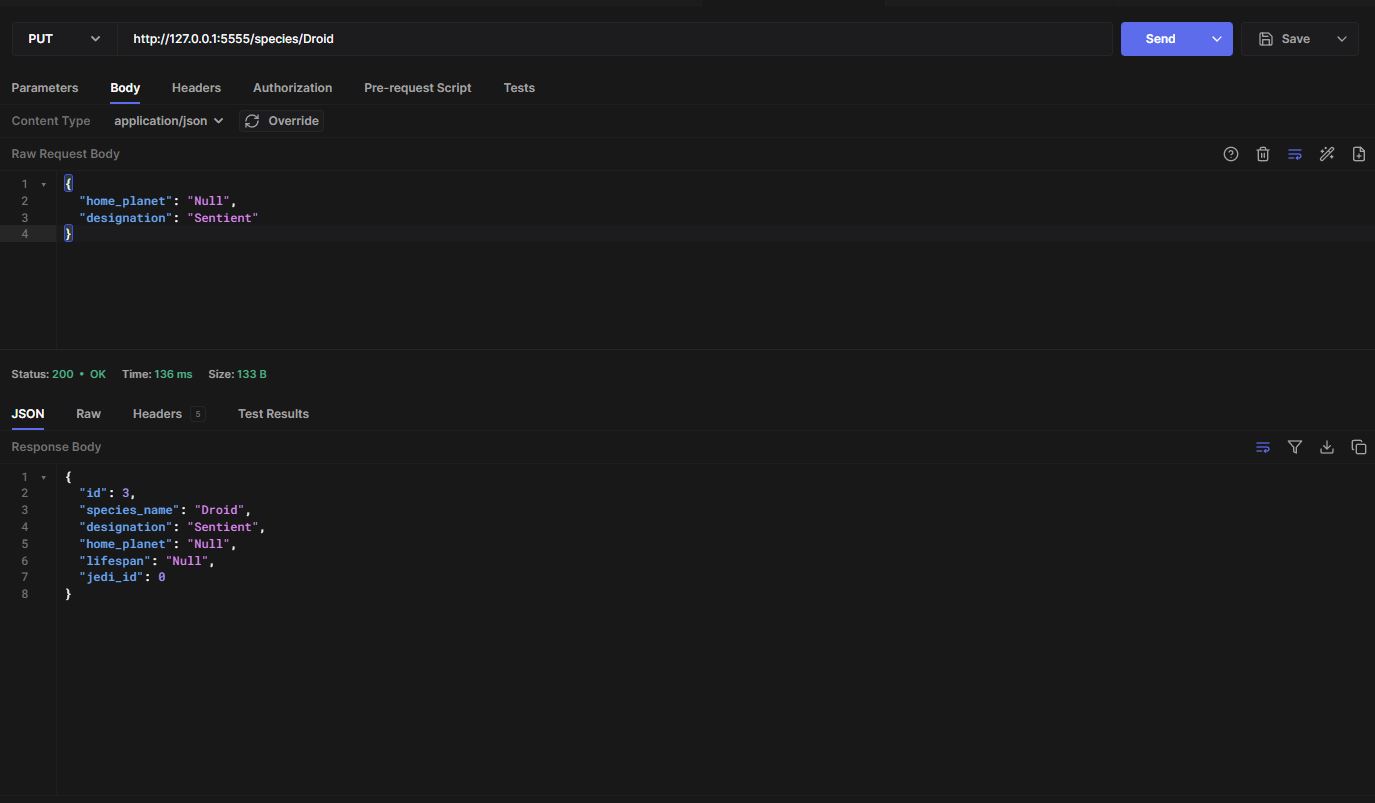 PUT http://127.0.0.1:5555/species/Droid Send Save
Parameters Body Headers Authorization Pre-request Script Tests
Content Type application/json Override
Raw Request Body
1 {
2 "home_planet": "Null",
3 "designation": "Sentient"
4 }
Status: 200 • OK Time: 136 ms Size: 133 B
JSON Raw Headers 5 Test Results
Response Body
1 {
2 "id": 3,
3 "species_name": "Droid",
4 "designation": "Sentient",
5 "home_planet": "Null",
6 "lifespan": "Null",
7 "jedi_id": 0
8 }